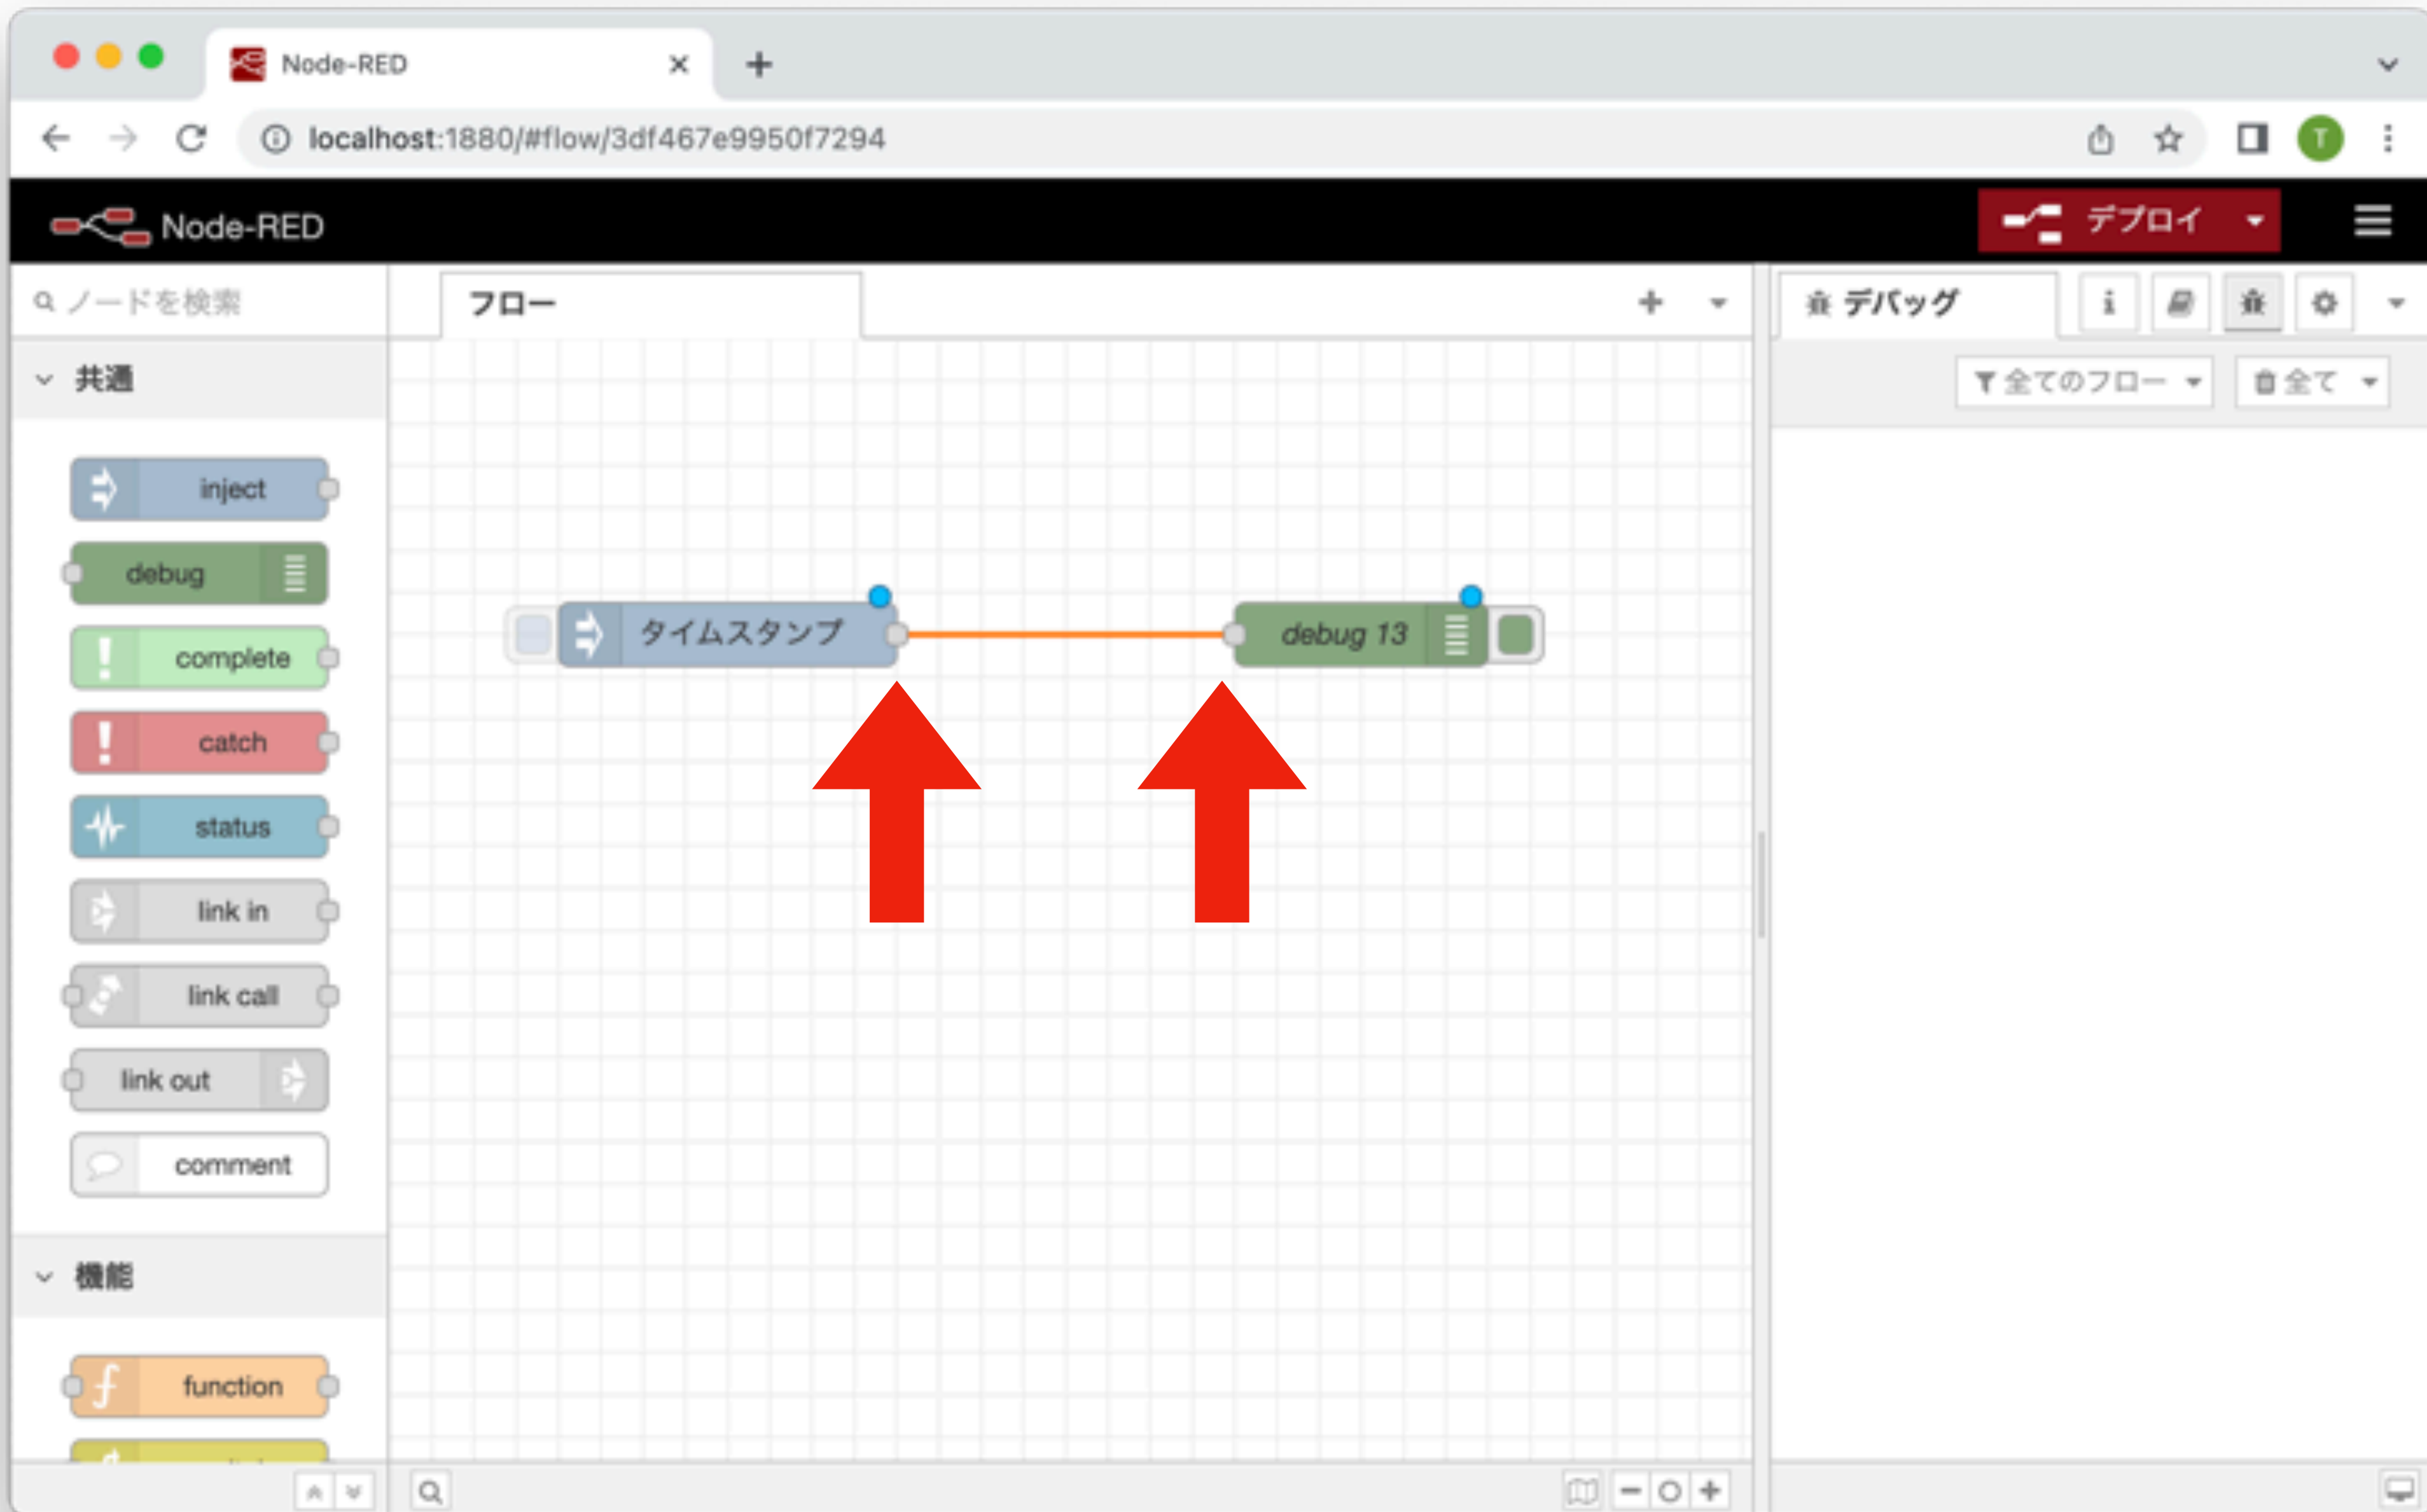 Node-RED
localhost:1880/#flow/3df467e9950f7294
T
Node-RED
デプロイ
ノードを検索
フロー
デバッグ
共通
全てのフロー
全て
inject
debug
complete
catch
status
link in
link call
link out
comment
機能
function
タイムスタンプ
debug 13